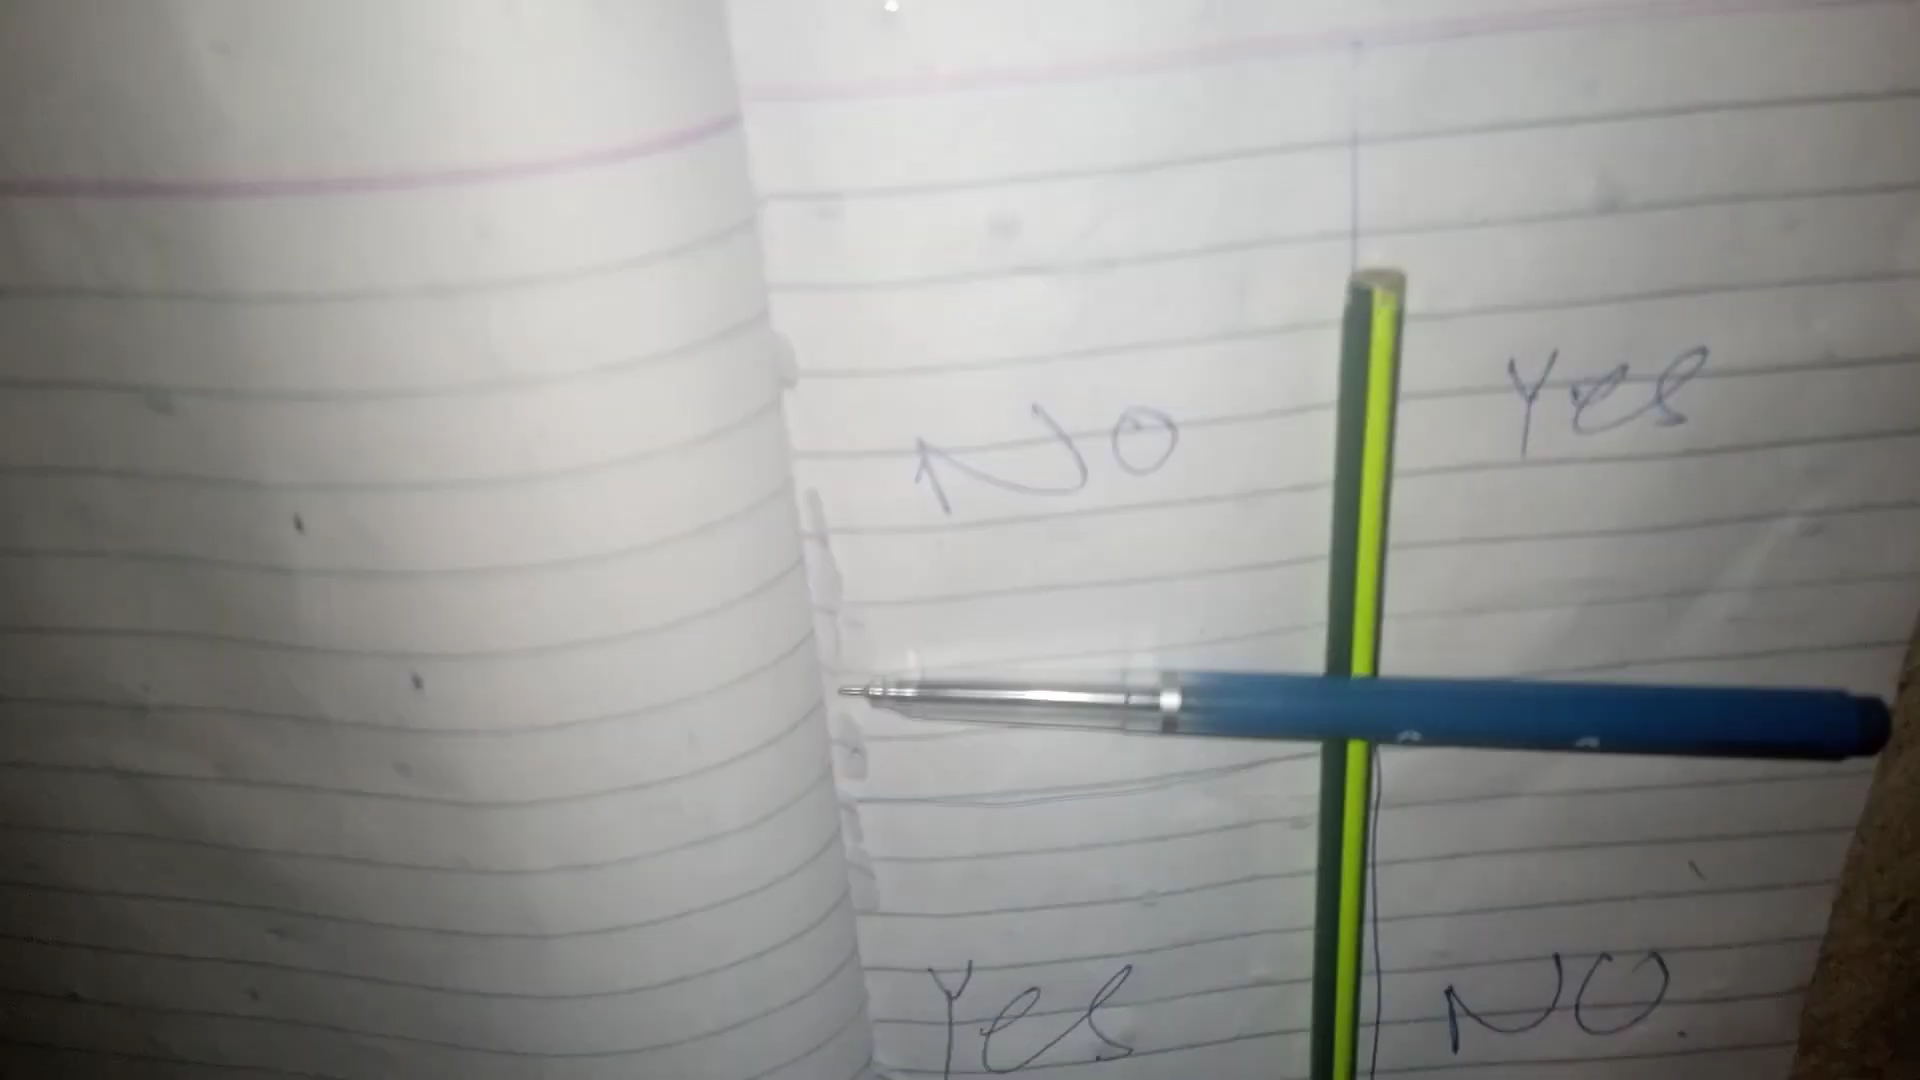 NO Yes
Yes NO.